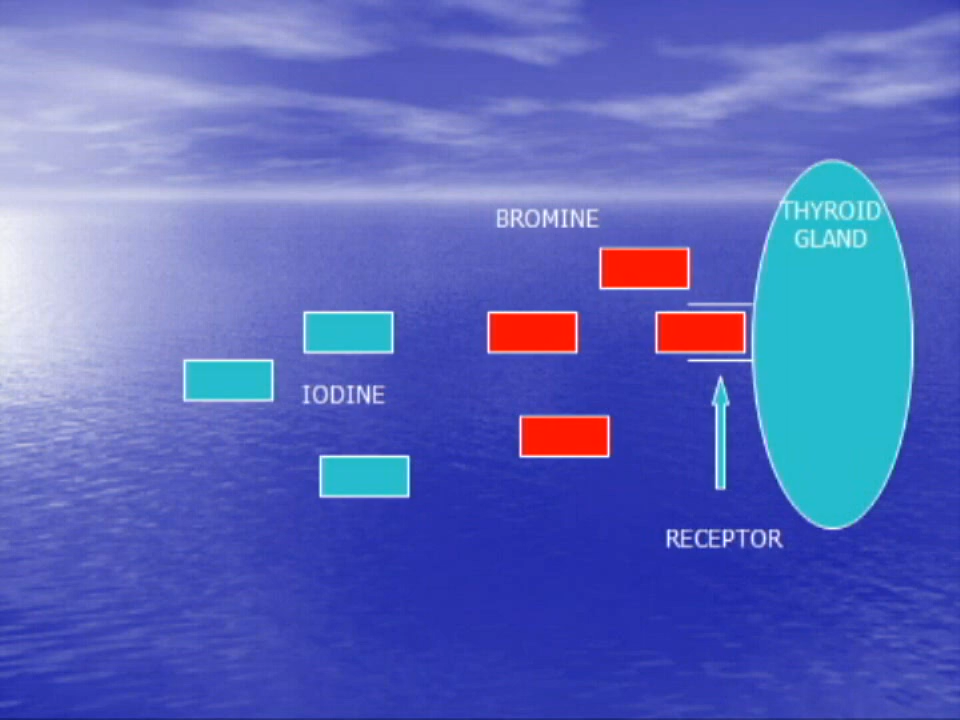 THYROID
GLAND
BROMINE
IODINE
RECEPTOR